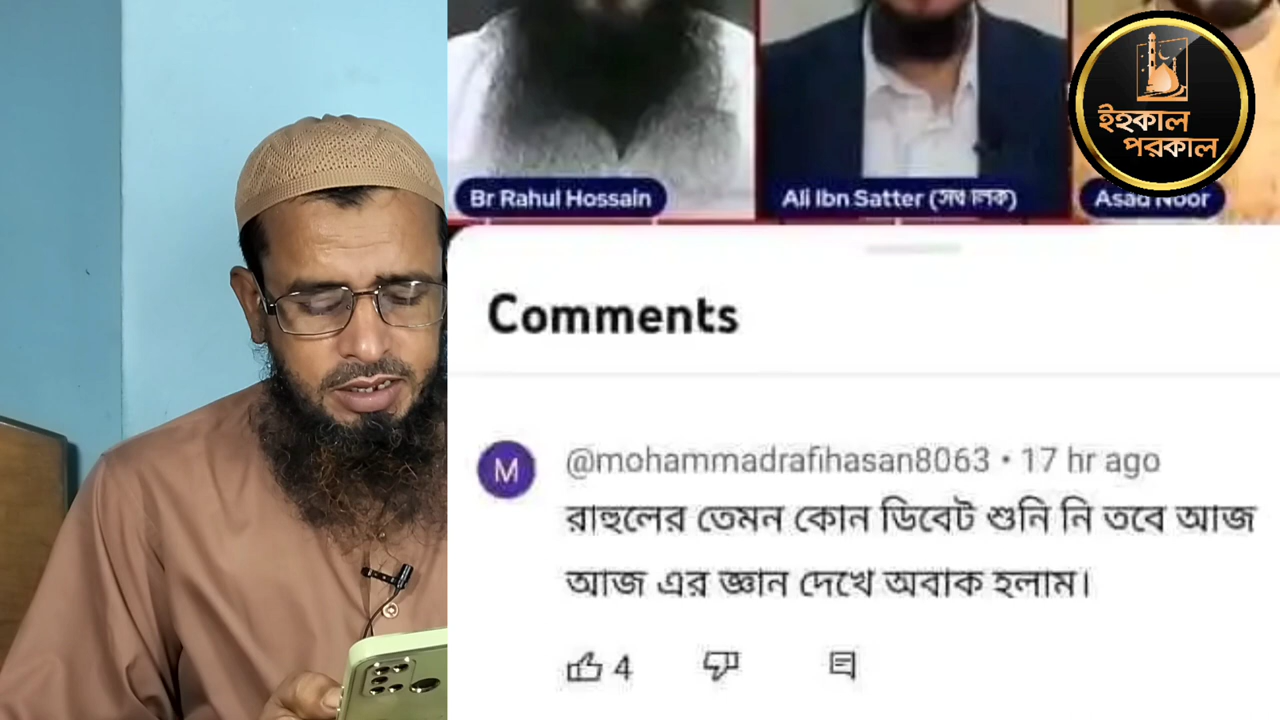 Br Rahul Hossain
Ali Ibn Satter (সঞ্চালক)
Asad Noor
ইহকাল
পরকাল
Comments
M
@mohammadrafihasan8063 • 17 hr ago
রাহুলের তেমন কোন ডিবেট শুনি নি তবে আজ
আজ এর জ্ঞান দেখে অবাক হলাম।
4